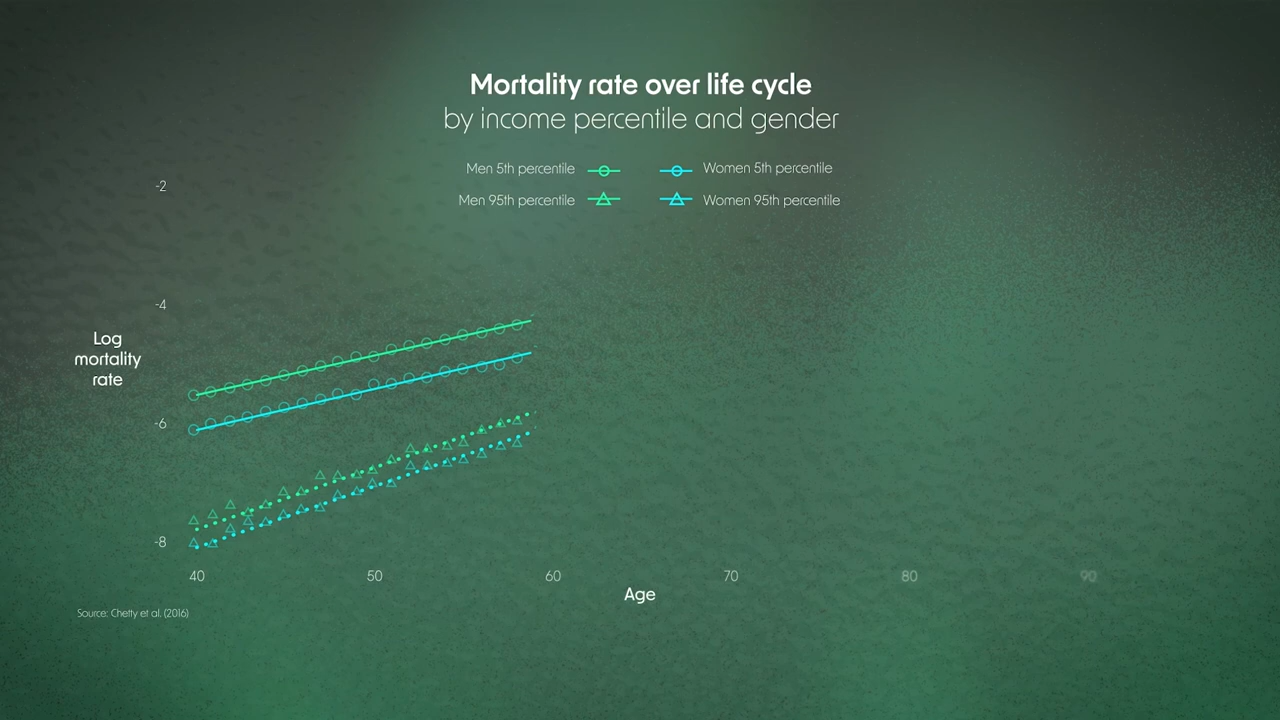 Mortality rate over life cycle
by income percentile and gender
Men 5th percentile
Women 5th percentile
Men 95th percentile
Women 95th percentile
-2
-4
Log
mortality
rate
-6
-8
40 50 60 70 80 90
Age
Source: Chetty et al. (2016)